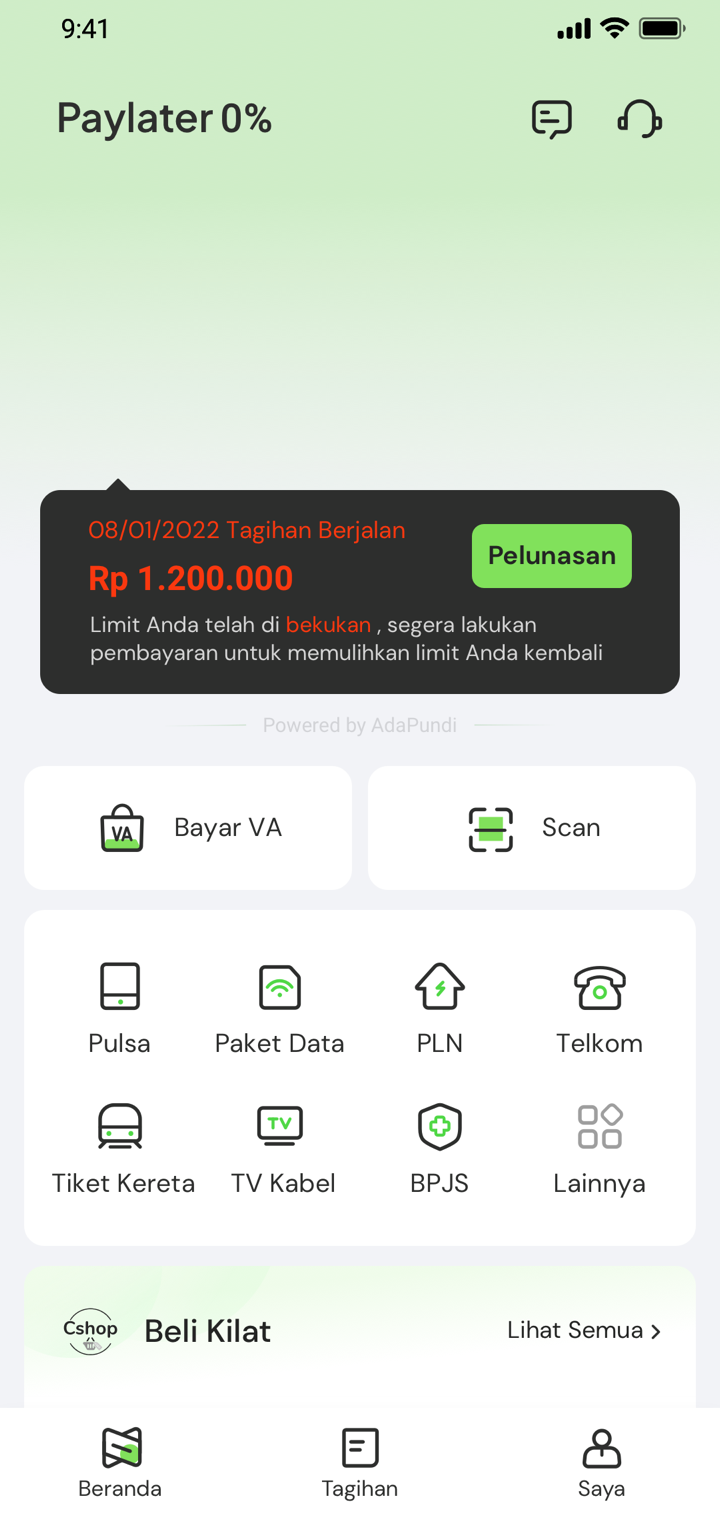 9:41
Paylater 0%
08/01/2022 Tagihan Berjalan
Rp 1.200.000
Pelunasan
Limit Anda telah di bekukan , segera lakukan
pembayaran untuk memulihkan limit Anda kembali
Powered by AdaPundi
VA
Bayar VA
Scan
Pulsa
Paket Data
PLN
Telkom
TV
Tiket Kereta
TV Kabel
BPJS
Lainnya
Cshop
Beli Kilat
Lihat Semua
Beranda
Tagihan
Saya